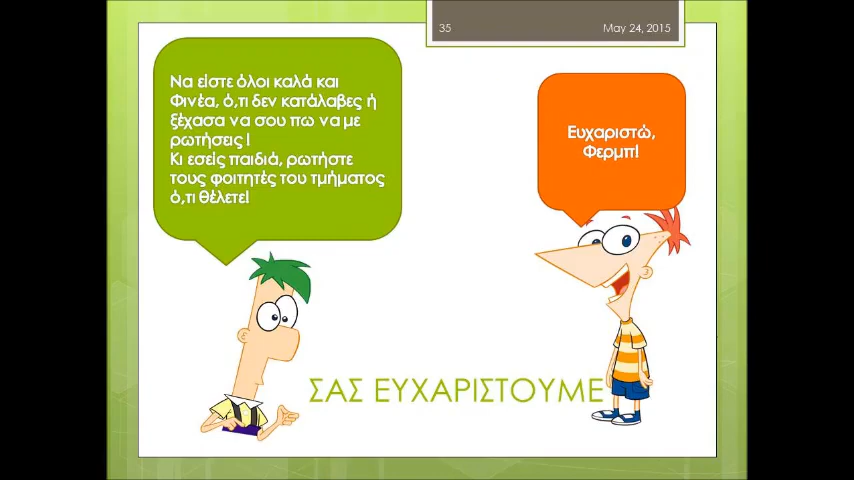 35
May 24, 2015
Να είστε όλοι καλά και
Φινέα, ό,τι δεν κατάλαβες ή
ξέχασα να σου πω να με
ρωτήσεις !
Κι εσείς παιδιά, ρωτήστε
τους φοιτητές του τμήματος
ό,τι θέλετε!
Ευχαριστώ,
Φερμπ!
ΣΑΣ ΕΥΧΑΡΙΣΤΟΥΜΕ